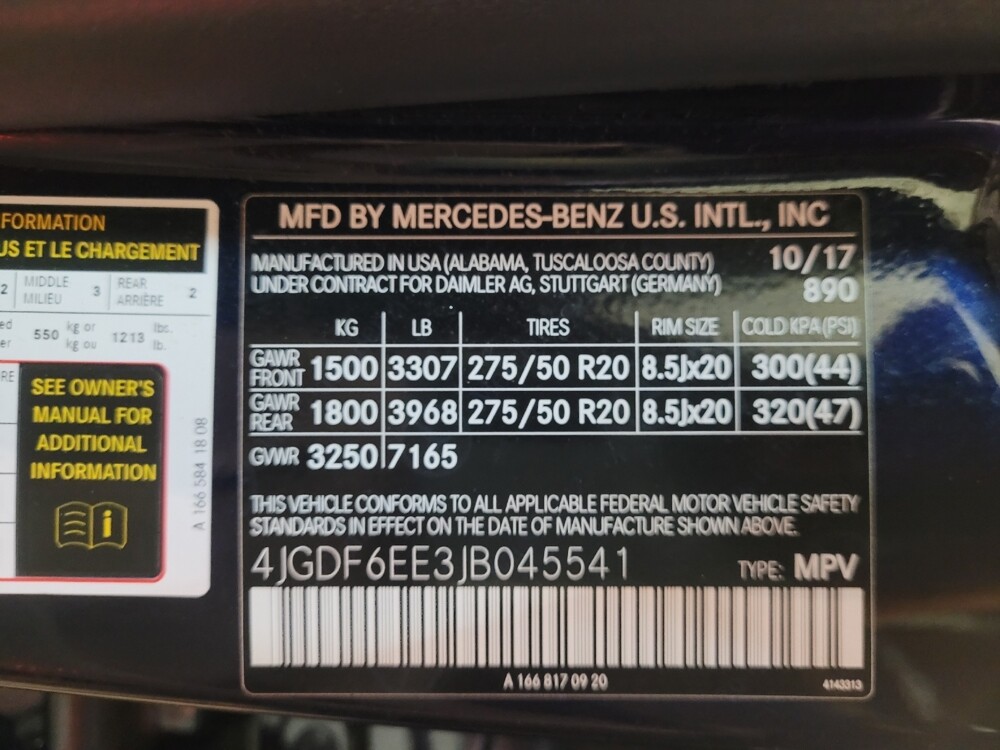 FORMATION
US ET LE CHARGEMENT
2 MIDDLE MILIEU 3 REAR ARRIÈRE 2
550 kg or kg ou 1213 lbs. lb.
SEE OWNER'S
MANUAL FOR
ADDITIONAL
INFORMATION
A 166 584 18 08
MFD BY MERCEDES-BENZ U.S. INTL., INC
MANUFACTURED IN USA (ALABAMA, TUSCALOOSA COUNTY) 10/17
UNDER CONTRACT FOR DAIMLER AG, STUTTGART (GERMANY) 890
KG LB TIRES RIM SIZE COLD KPA (PSI)
GAWR FRONT 1500 3307 275/50 R20 8.5Jx20 300(44)
GAWR REAR 1800 3968 275/50 R20 8.5Jx20 320(47)
GVWR 3250 7165
THIS VEHICLE CONFORMS TO ALL APPLICABLE FEDERAL MOTOR VEHICLE SAFETY
STANDARDS IN EFFECT ON THE DATE OF MANUFACTURE SHOWN ABOVE.
4JGDF6EE3JB045541 TYPE: MPV
A 166 817 09 20 4143313